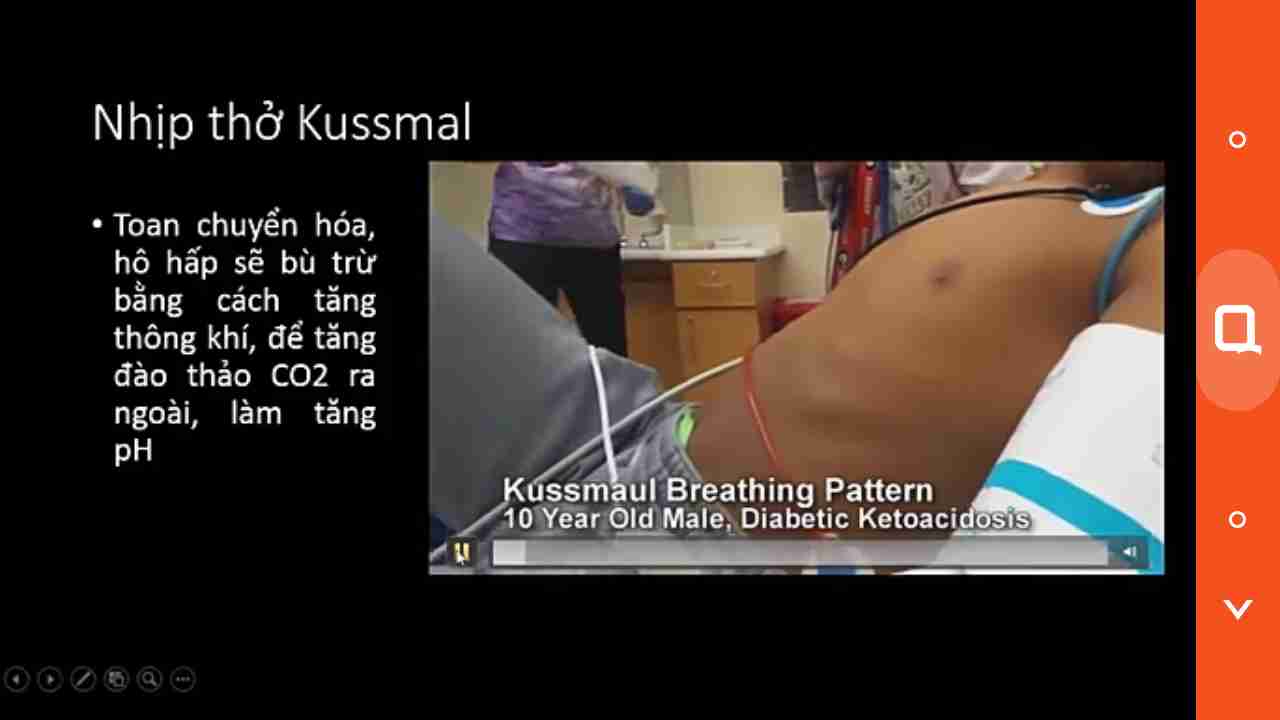 Nhịp thở Kussmal
• Toan chuyển hóa,
hô hấp sẽ bù trừ
bằng cách tăng
thông khí, để tăng
đào thảo CO2 ra
ngoài, làm tăng
pH
Kussmaul Breathing Pattern
10 Year Old Male, Diabetic Ketoacidosis